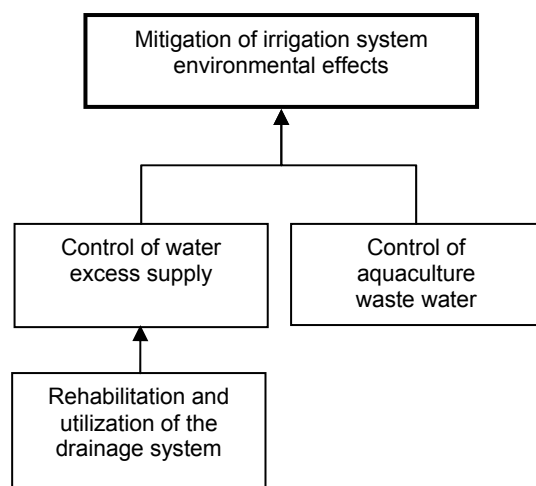 Mitigation of irrigation system
environmental effects
Control of water
excess supply
Control of
aquaculture
waste water
Rehabilitation and
utilization of the
drainage system